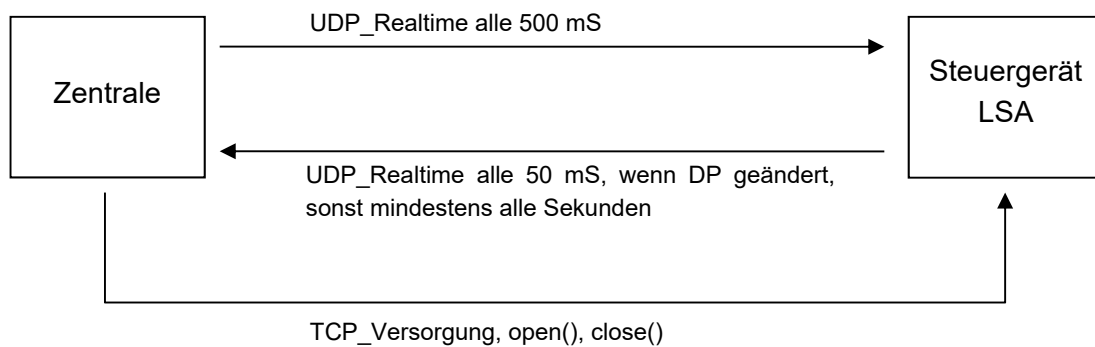 UDP_Realtime alle 500 mS
Zentrale
Steuergerät
LSA
UDP_Realtime alle 50 mS, wenn DP geändert,
sonst mindestens alle Sekunden
TCP_Versorgung, open(), close()